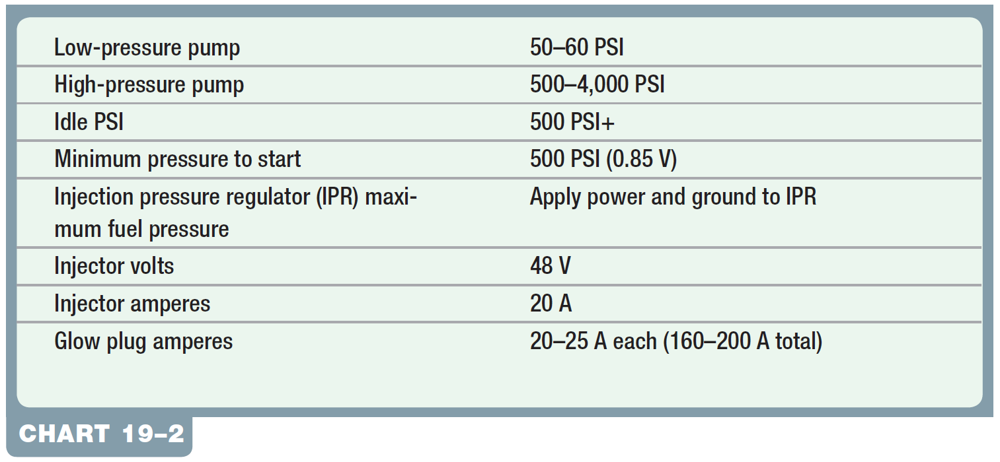 Low-pressure pump 50–60 PSI
High-pressure pump 500–4,000 PSI
Idle PSI 500 PSI+
Minimum pressure to start 500 PSI (0.85 V)
Injection pressure regulator (IPR) maxi- Apply power and ground to IPR
mum fuel pressure
Injector volts 48 V
Injector amperes 20 A
Glow plug amperes 20–25 A each (160–200 A total)
CHART 19–2